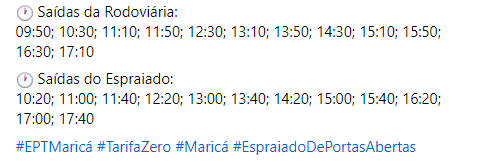 🕐 Saídas da Rodoviária:
09:50; 10:30; 11:10; 11:50; 12:30; 13:10; 13:50; 14:30; 15:10; 15:50;
16:30; 17:10
🕐 Saídas do Espraiado:
10:20; 11:00; 11:40; 12:20; 13:00; 13:40; 14:20; 15:00; 15:40; 16:20;
17:00; 17:40
#EPTMaricá #TarifaZero #Maricá #EspraiadoDePortasAbertas